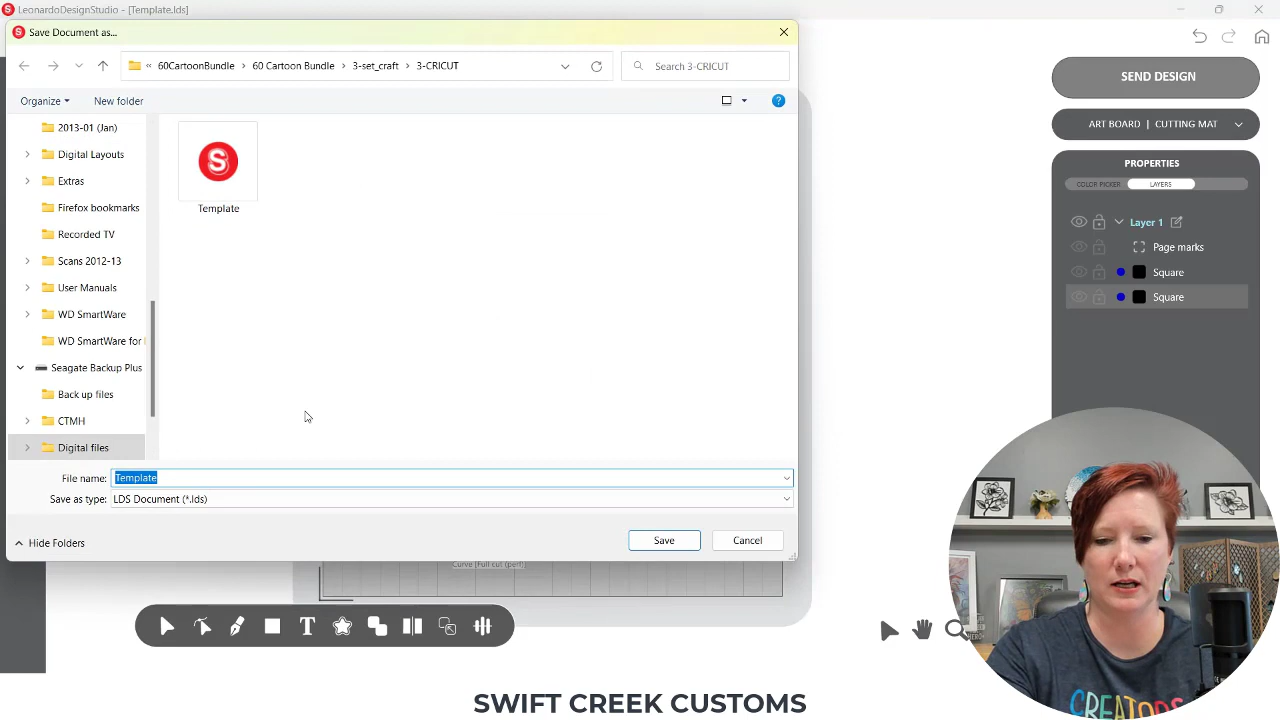 LeonardoDesignStudio - [Template.lds]
Save Document as...
« 60CartoonBundle > 60 Cartoon Bundle > 3-set_craft > 3-CRICUT
Search 3-CRICUT
Organize
New folder
2013-01 (Jan)
Digital Layouts
Extras
Firefox bookmarks
Recorded TV
Scans 2012-13
User Manuals
WD SmartWare
WD SmartWare for
Seagate Backup Plus
Back up files
CTMH
Digital files
Template
File name: Template
Save as type: LDS Document (*.lds)
Hide Folders
Save
Cancel
SEND DESIGN
ART BOARD | CUTTING MAT
PROPERTIES
COLOR PICKER
LAYERS
Layer 1
Page marks
Square
Square
Curve [Full cut (perf)]
CREATORS
SWIFT CREEK CUSTOMS